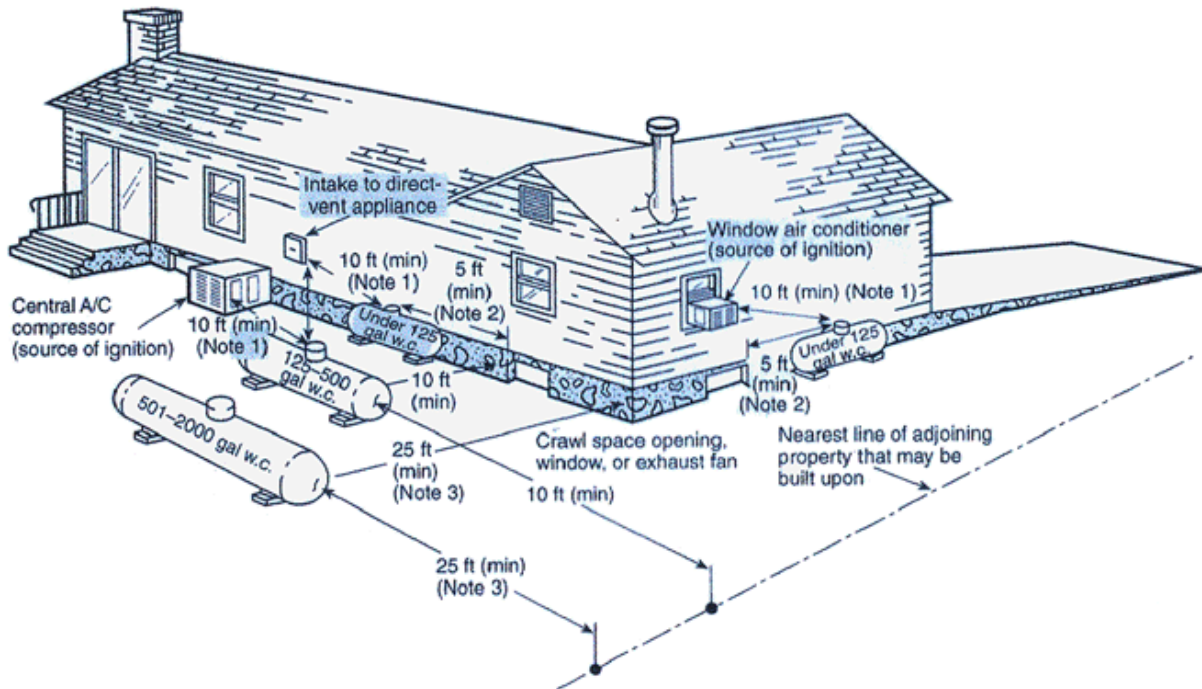 Intake to direct-
vent appliance
Window air conditioner
(source of ignition)
10 ft (min) (Note 1)
10 ft (min)
(Note 1)
5 ft
(min)
(Note 2)
Central A/C
compressor
(source of ignition)
10 ft (min)
(Note 1)
Under 125
gal w.c.
Under 125
gal w.c.
125–500
gal w.c.
10 ft
(min)
5 ft
(min)
(Note 2)
501–2000 gal w.c.
Crawl space opening,
window, or exhaust fan
Nearest line of adjoining
property that may be
built upon
25 ft
(min)
(Note 3)
10 ft (min)
25 ft (min)
(Note 3)